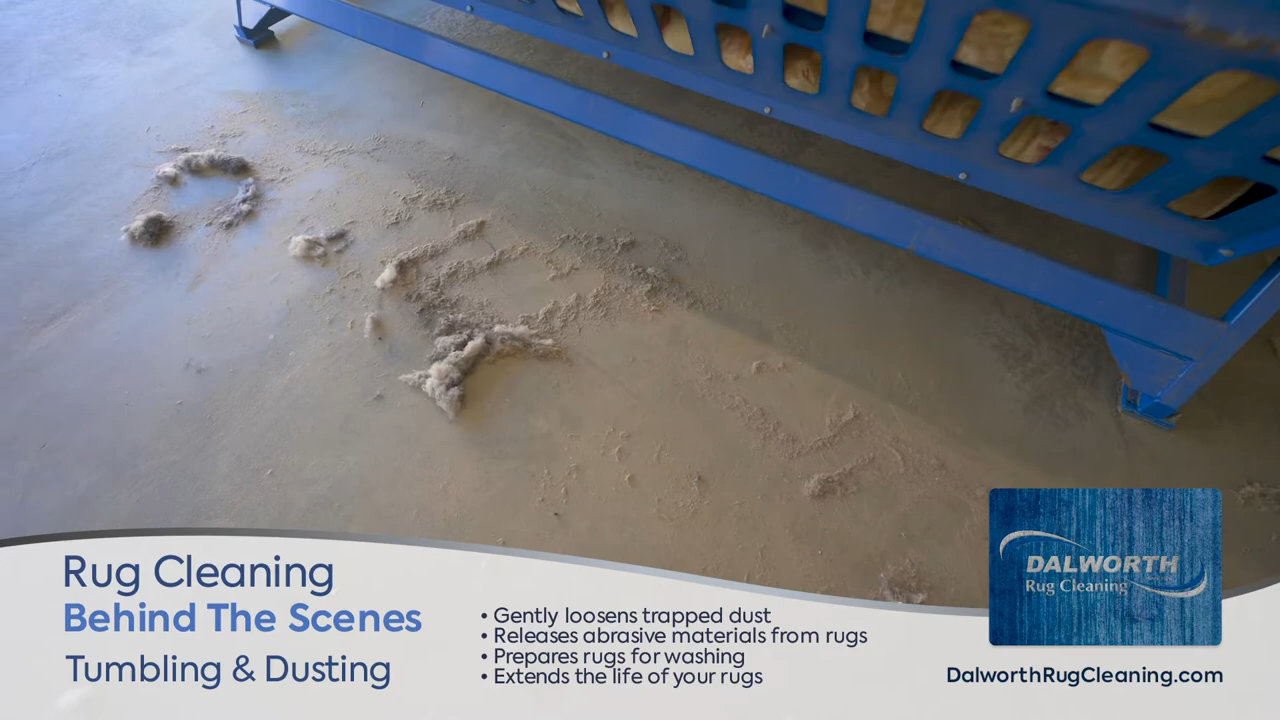 Rug Cleaning
Behind The Scenes
Tumbling & Dusting
• Gently loosens trapped dust
• Releases abrasive materials from rugs
• Prepares rugs for washing
• Extends the life of your rugs
DALWORTH
Rug Cleaning
DalworthRugCleaning.com